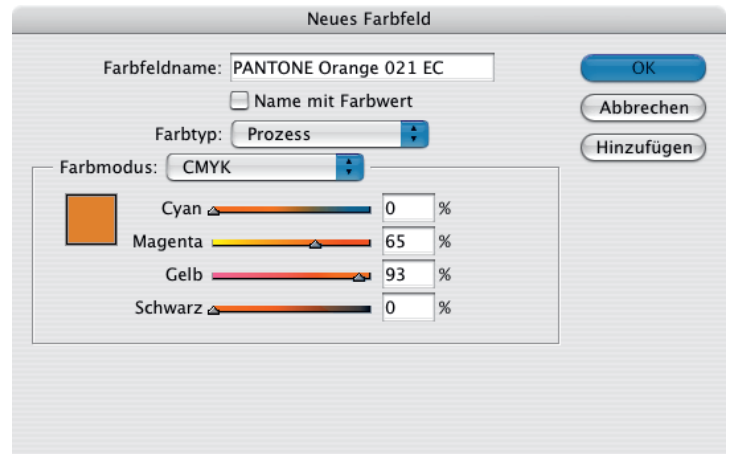 Neues Farbfeld
Farbfeldname: PANTONE Orange 021 EC
OK
Name mit Farbwert
Abbrechen
Farbtyp: Prozess
Hinzufügen
Farbmodus: CMYK
Cyan 0 %
Magenta 65 %
Gelb 93 %
Schwarz 0 %